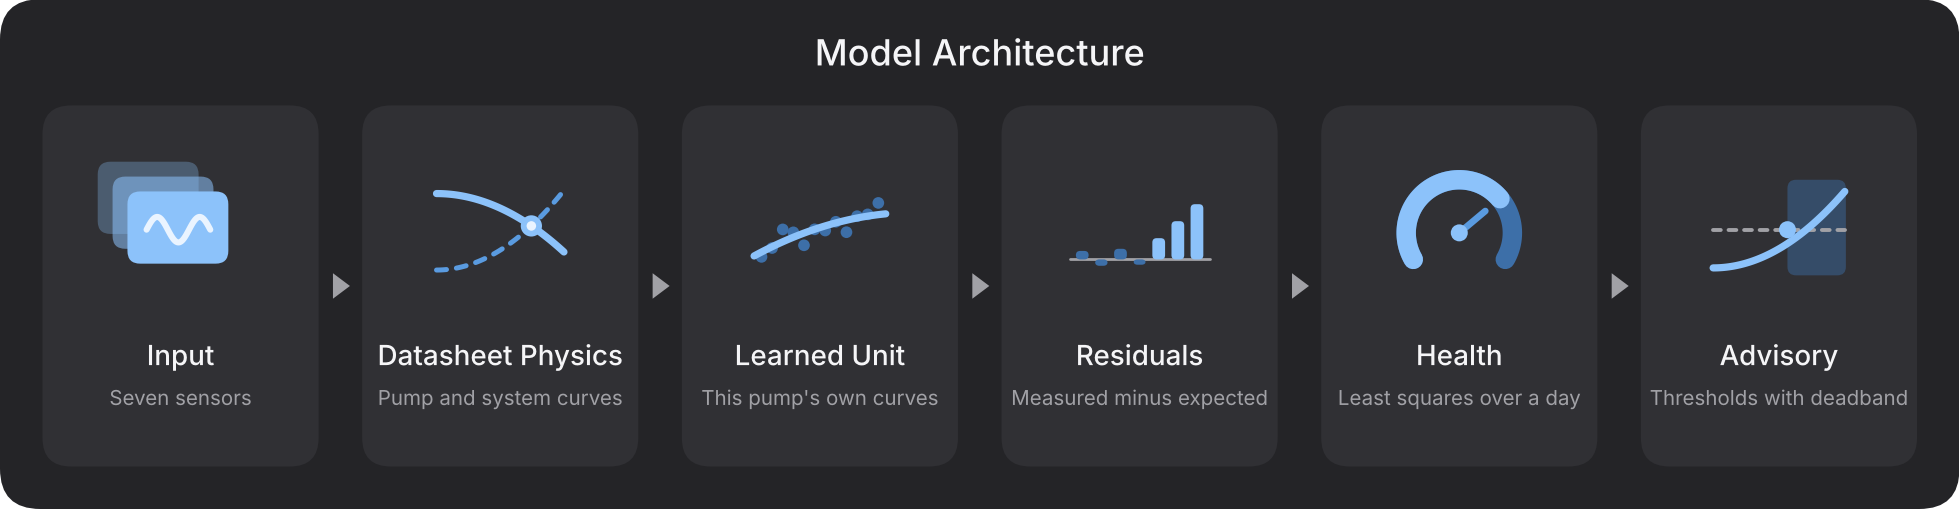 Model Architecture
Input
Seven sensors
Datasheet Physics
Pump and system curves
Learned Unit
This pump's own curves
Residuals
Measured minus expected
Health
Least squares over a day
Advisory
Thresholds with deadband